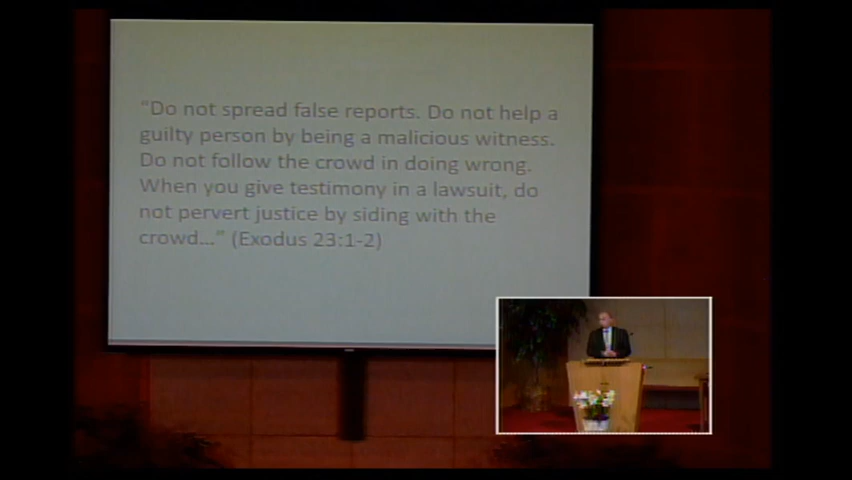 “Do not spread false reports. Do not help a
guilty person by being a malicious witness.
Do not follow the crowd in doing wrong.
When you give testimony in a lawsuit, do
not pervert justice by siding with the
crowd…” (Exodus 23:1-2)